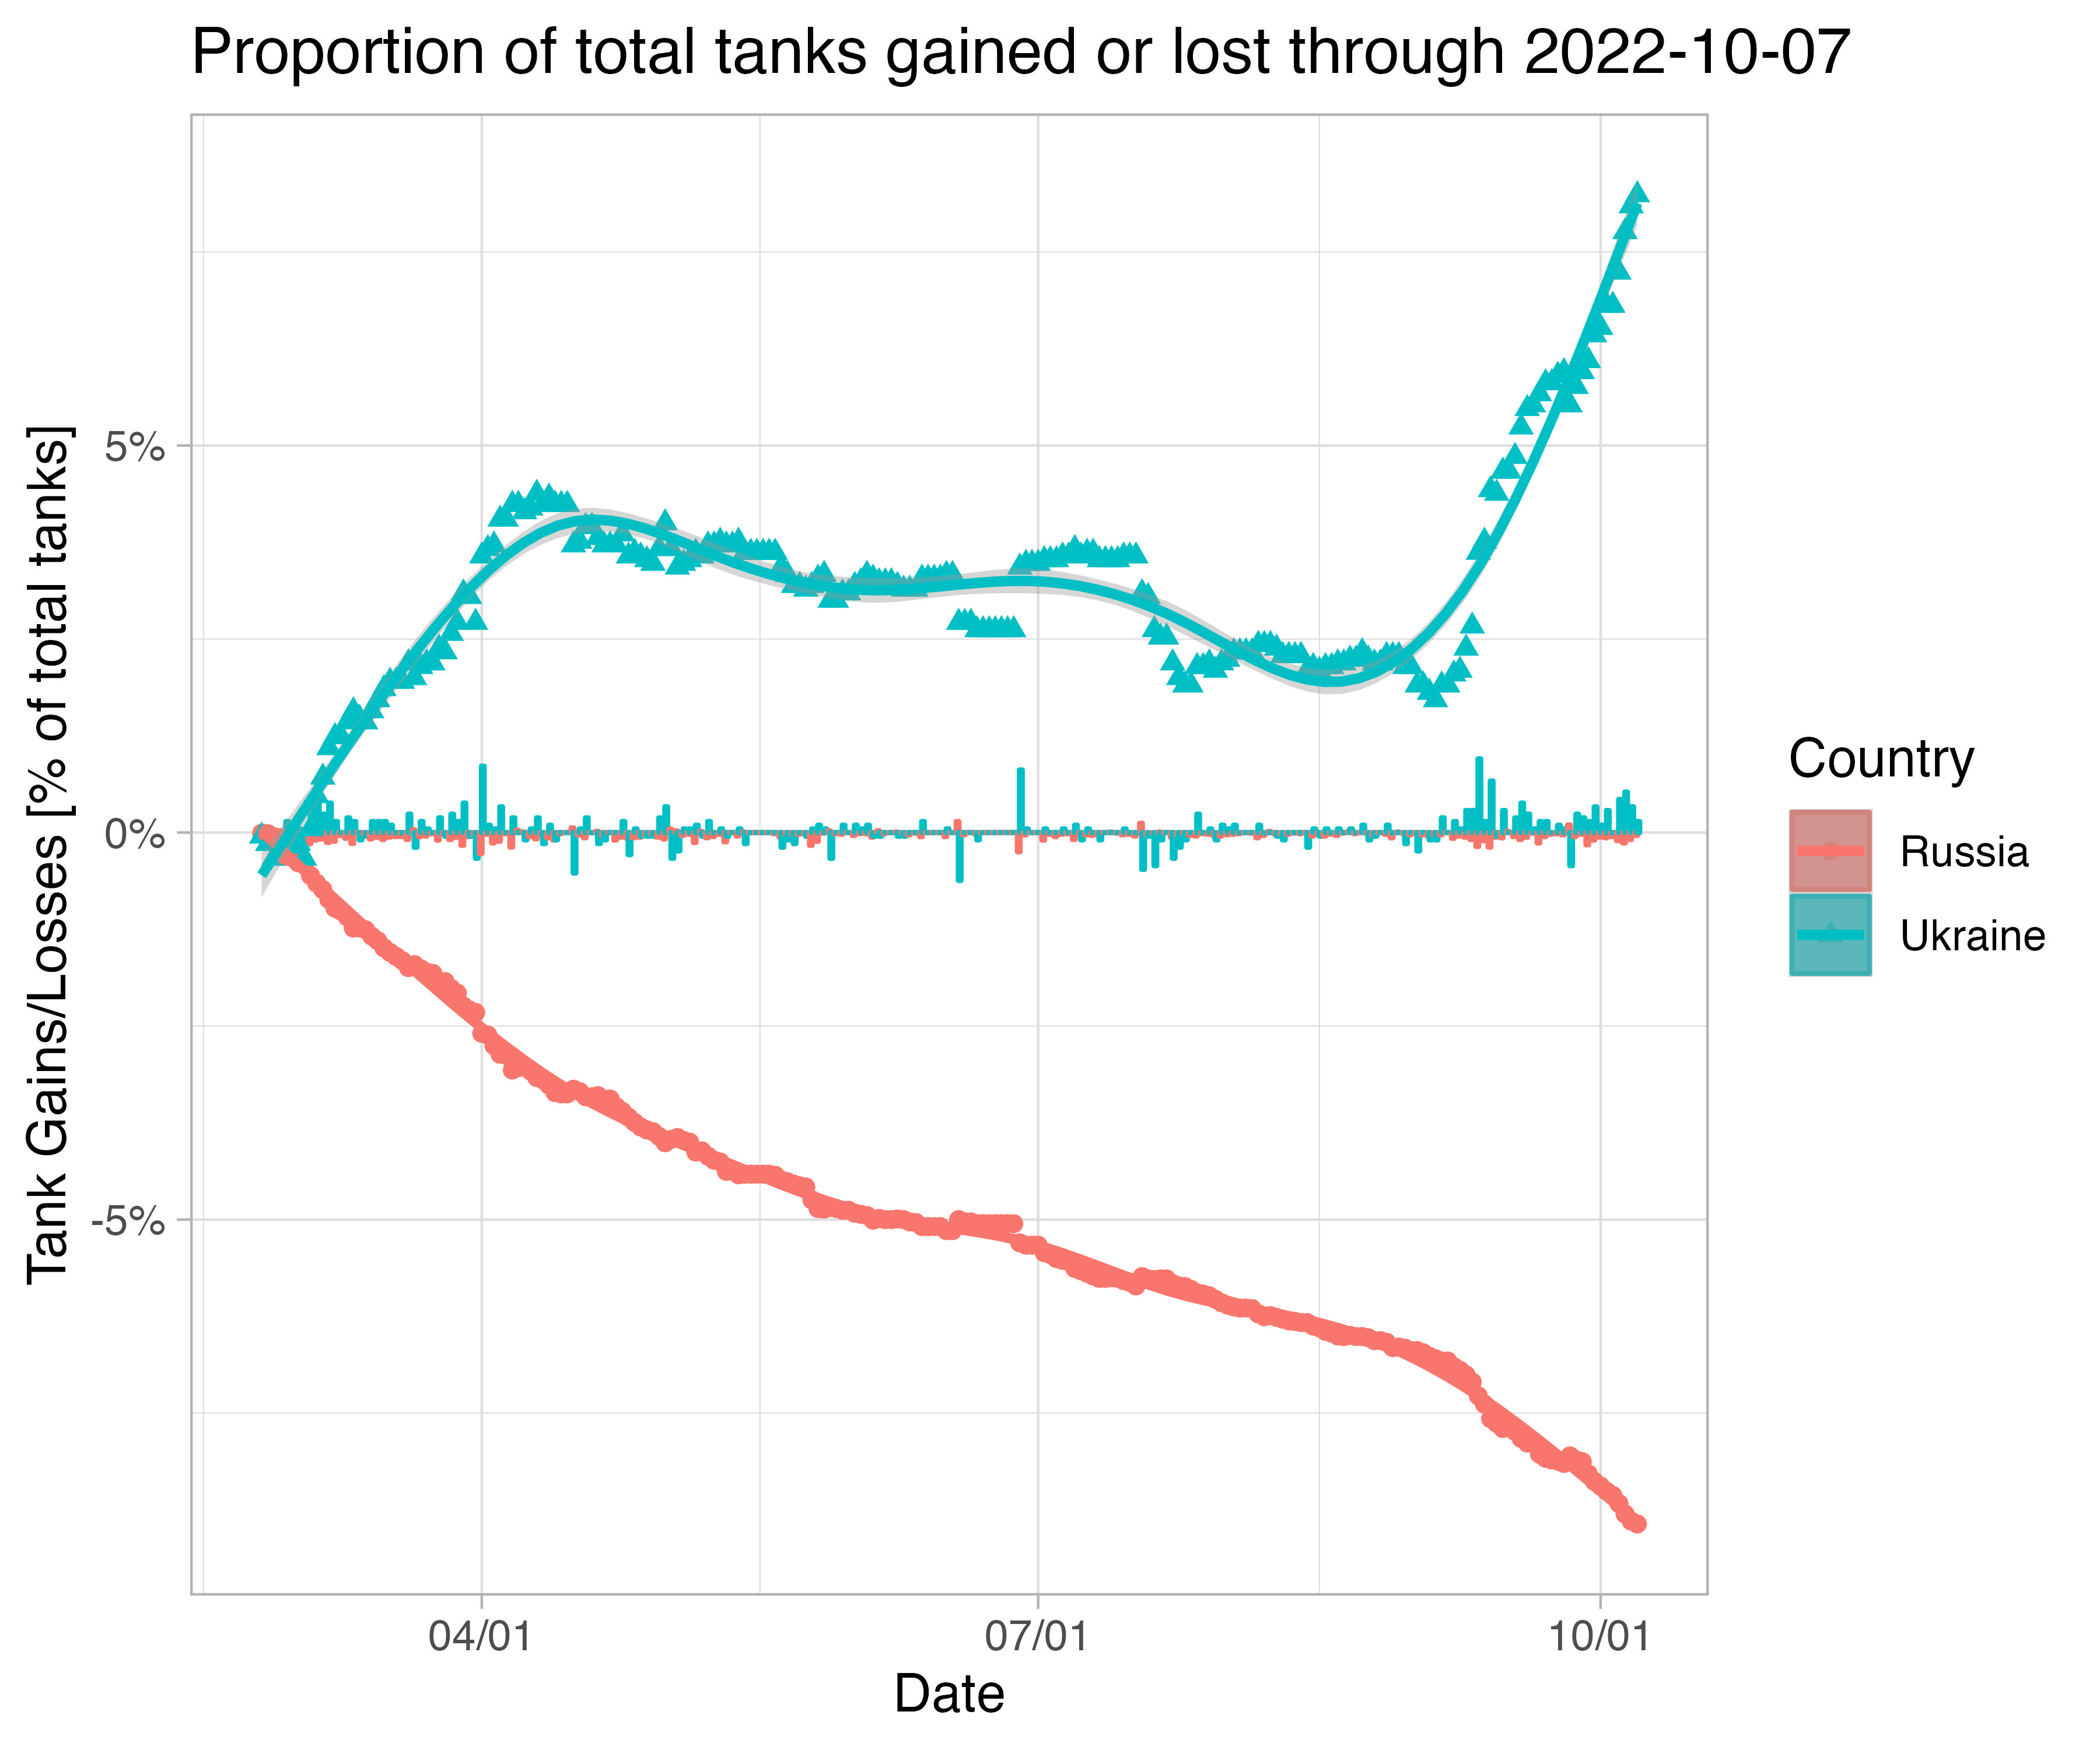 Proportion of total tanks gained or lost through 2022-10-07
Tank Gains/Losses [% of total tanks]
5%
0%
-5%
04/01
07/01
10/01
Date
Country
Russia
Ukraine